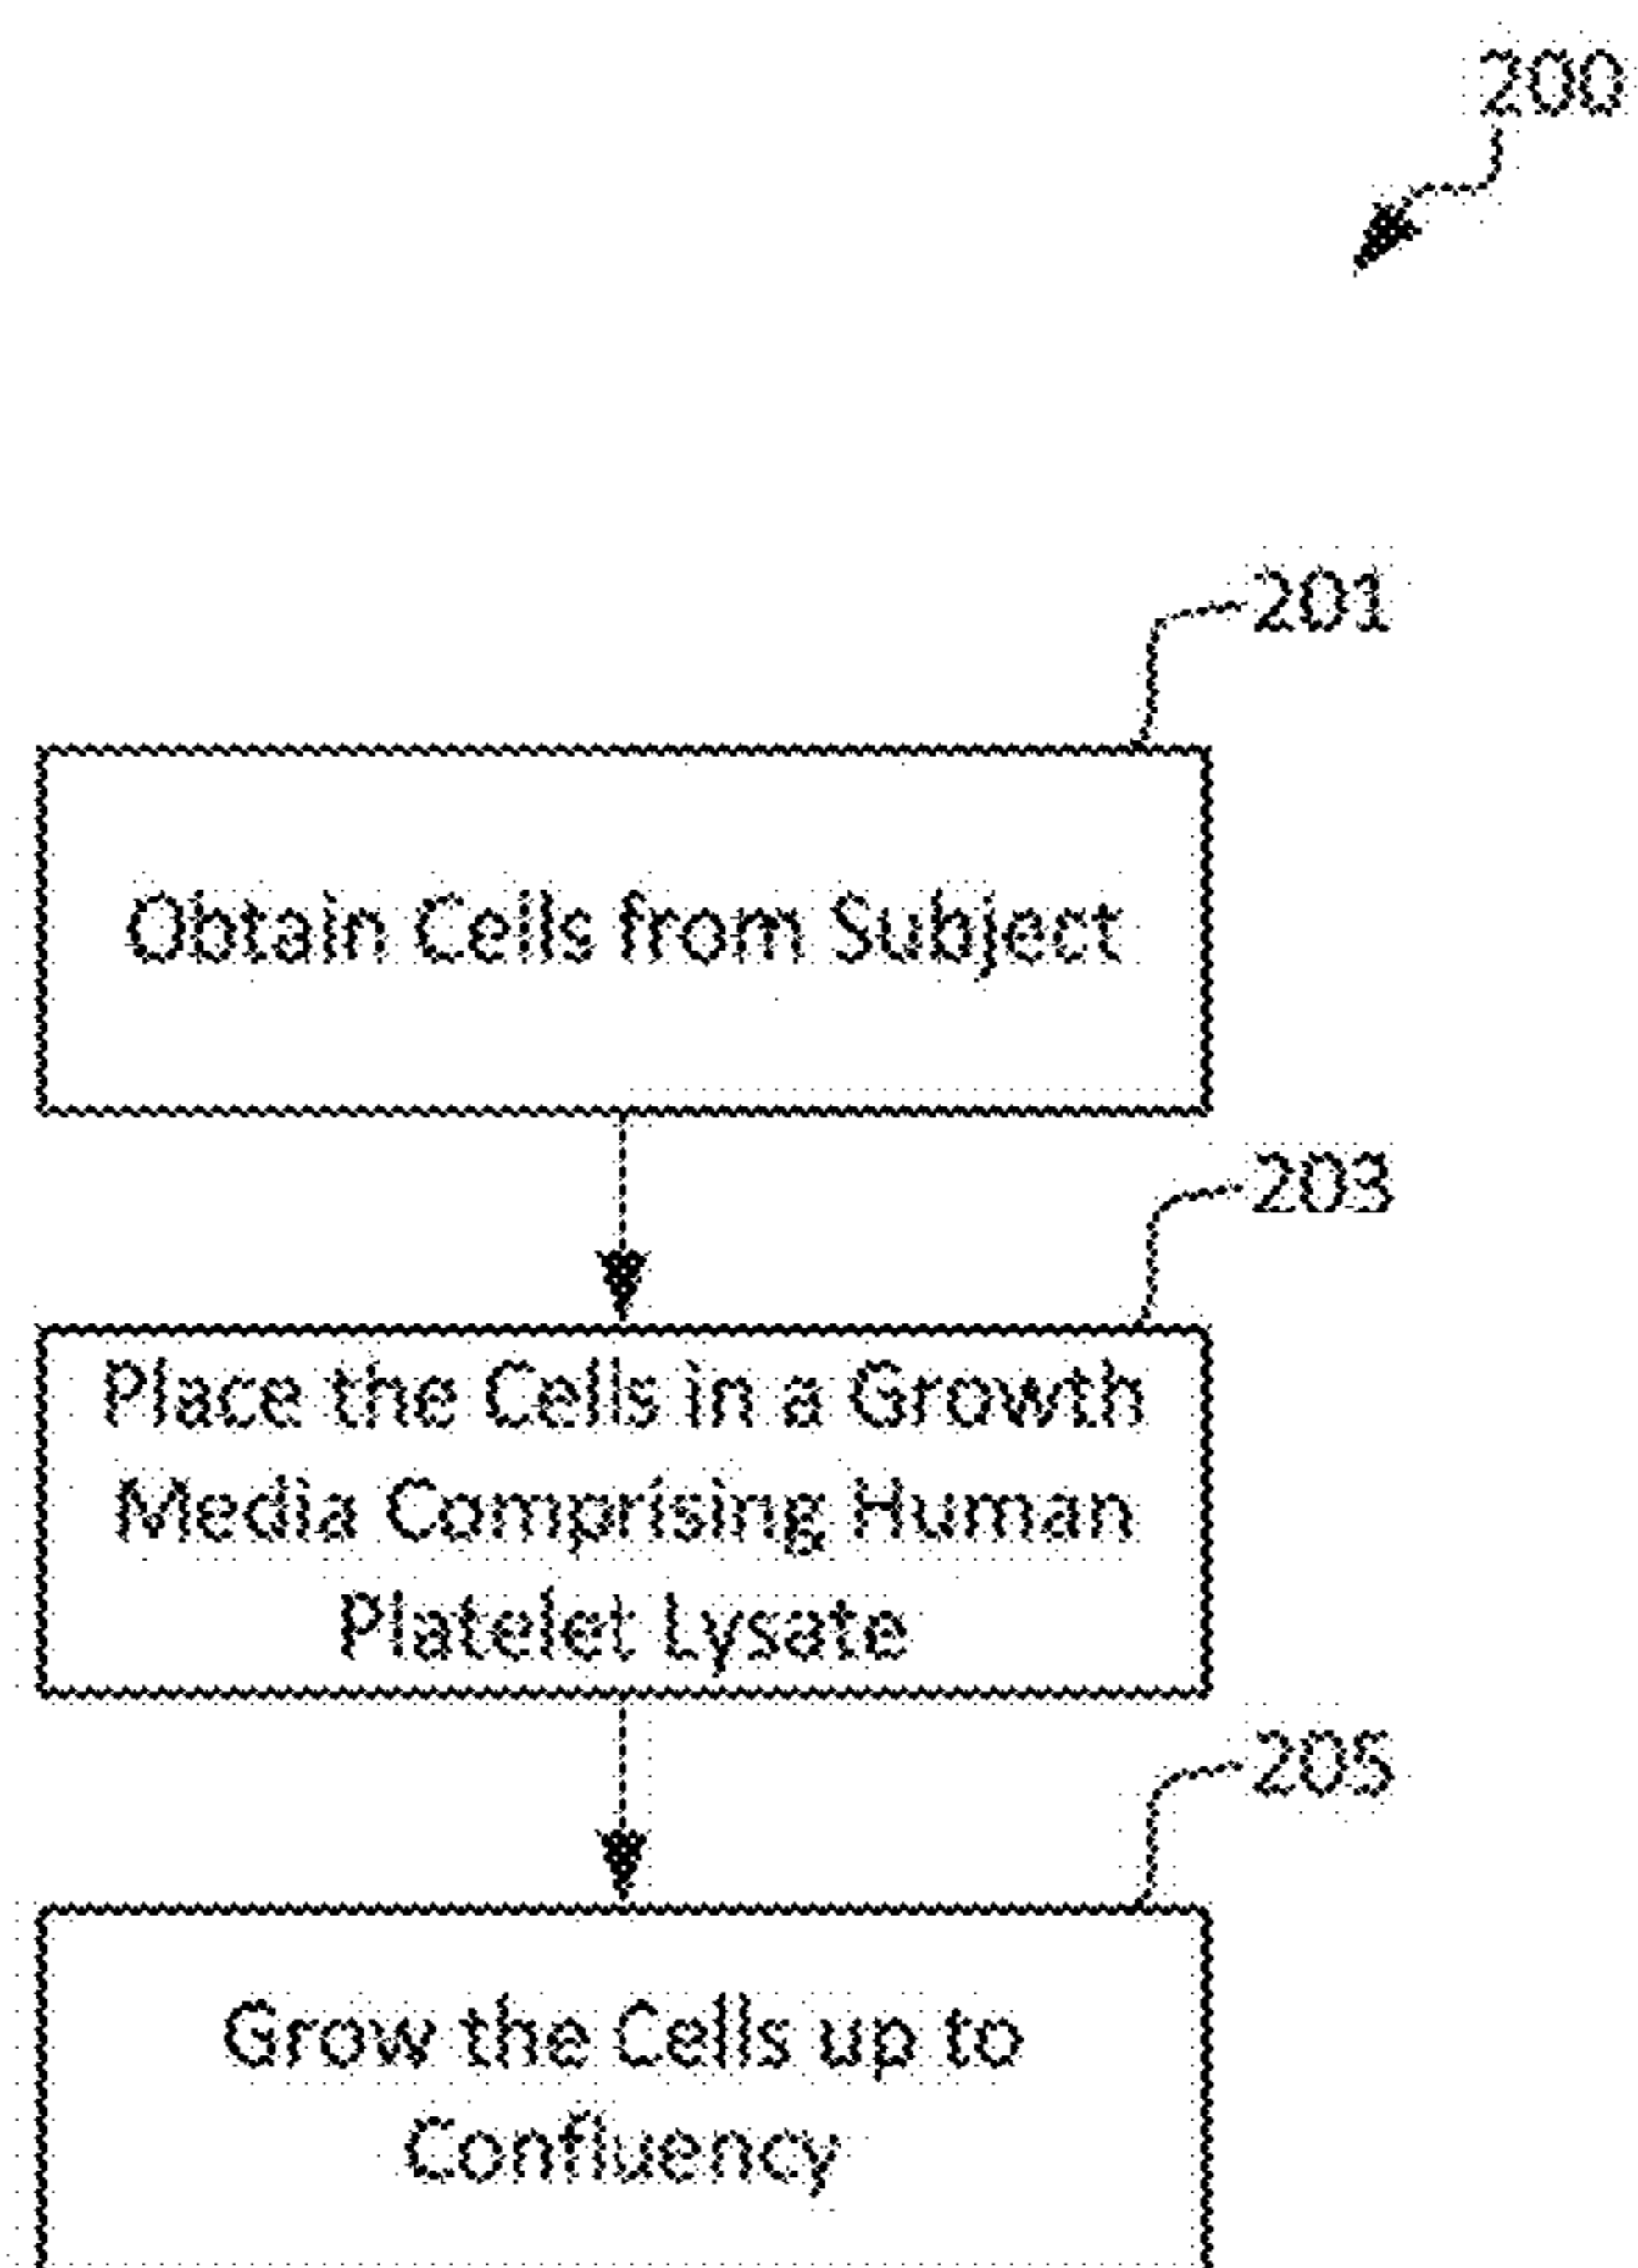 200
201
Obtain Cells from Subject
203
Place the Cells in a Growth
Media Comprising Human
Platelet Lysate
205
Grow the Cells up to
Confluency